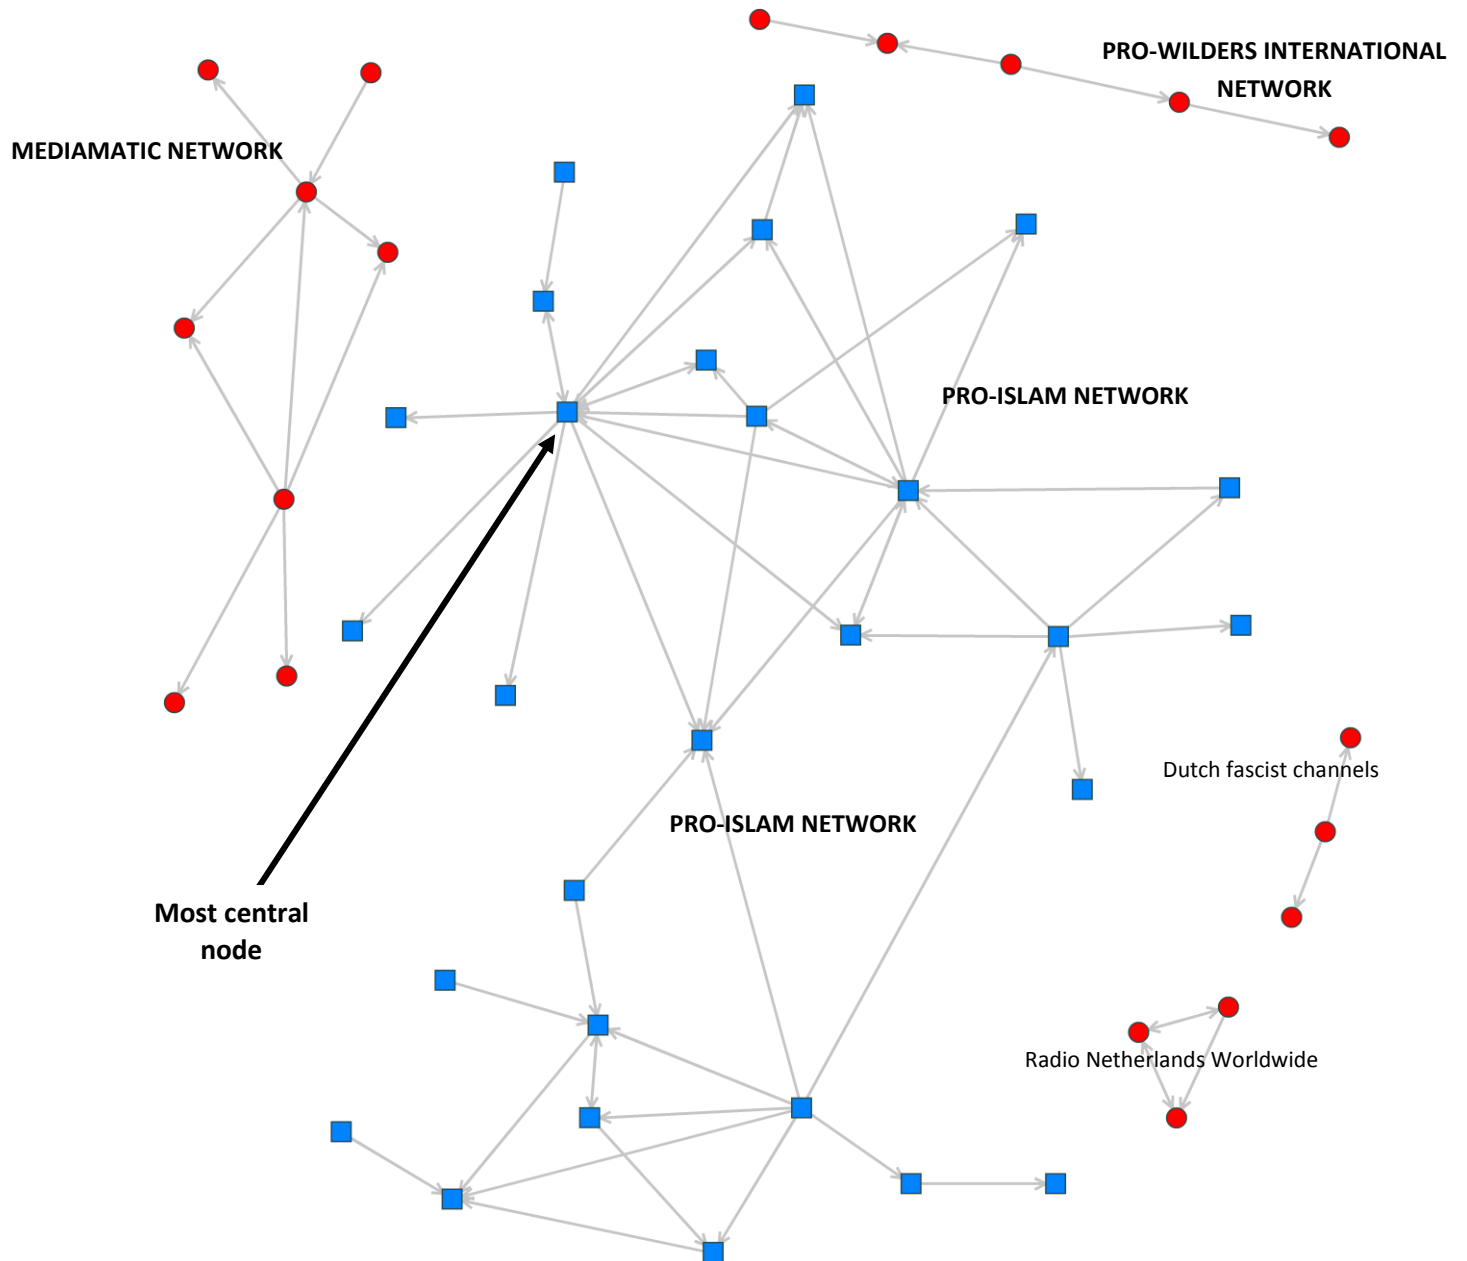 PRO-WILDERS INTERNATIONAL
NETWORK
MEDIAMATIC NETWORK
PRO-ISLAM NETWORK
Dutch fascist channels
PRO-ISLAM NETWORK
Most central
node
Radio Netherlands Worldwide